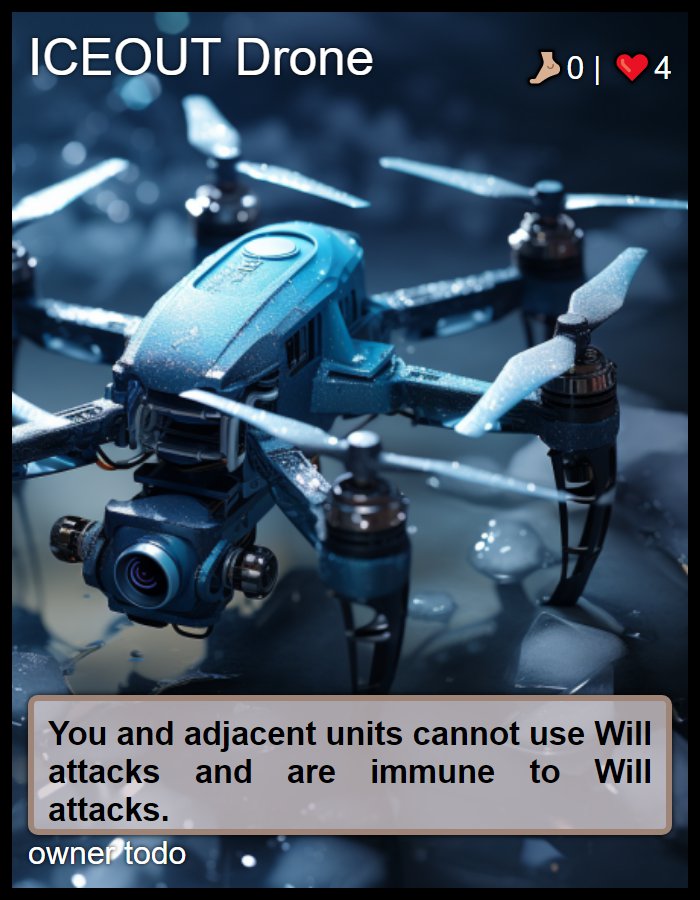 ICEOUT Drone
🦶0 | ❤️4
You and adjacent units cannot use Will
attacks and are immune to Will
attacks.
owner todo